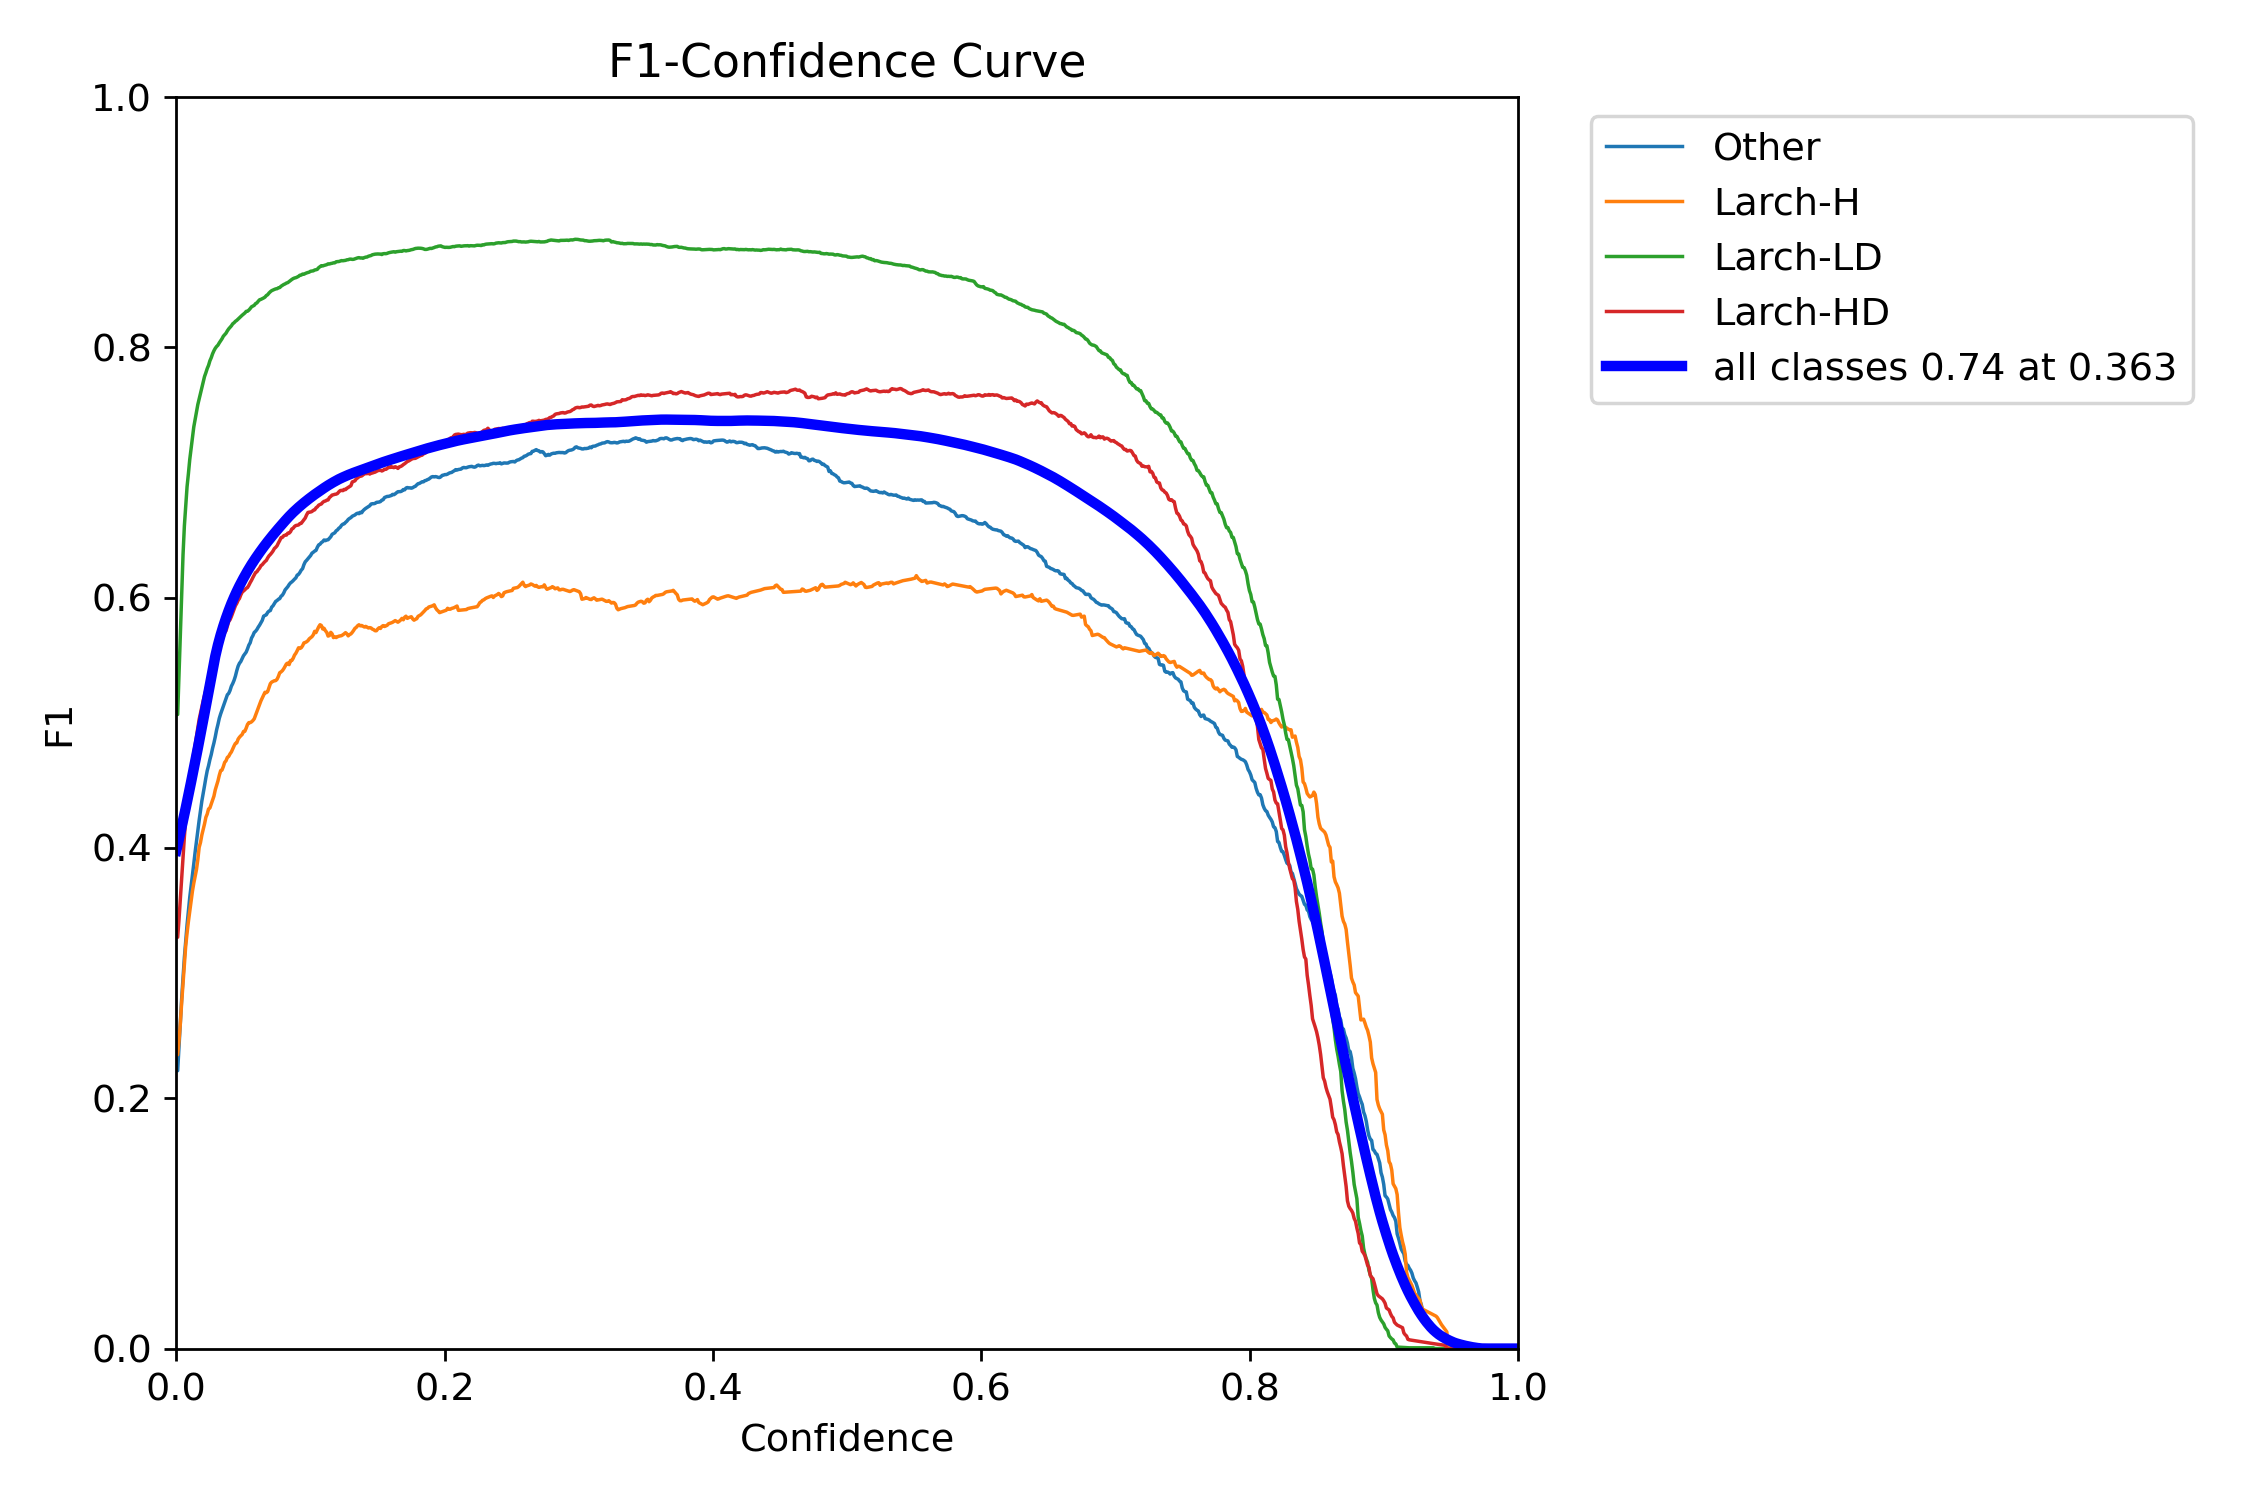 F1-Confidence Curve
1.0
0.8
0.6
0.4
0.2
0.0
F1
0.0 0.2 0.4 0.6 0.8 1.0
Confidence
Other
Larch-H
Larch-LD
Larch-HD
all classes 0.74 at 0.363